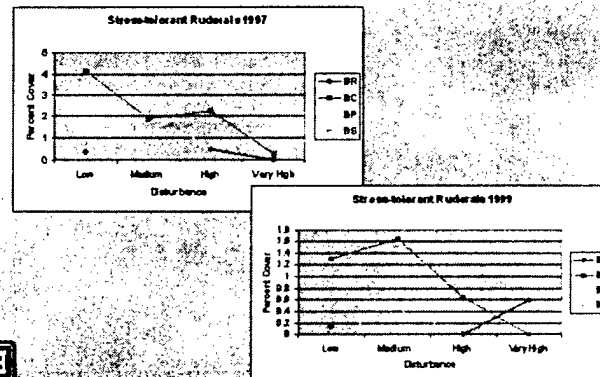 Stress-tolerant Ruderals 1997
Percent Cover
5
4
3
2
1
0
Low Medium High Very High
Disturbance
BR
BC
BP
BS
Stress-tolerant Ruderals 1999
Percent Cover
1.8
1.6
1.4
1.2
1
0.8
0.6
0.4
0.2
0
Low Medium High Very High
Disturbance